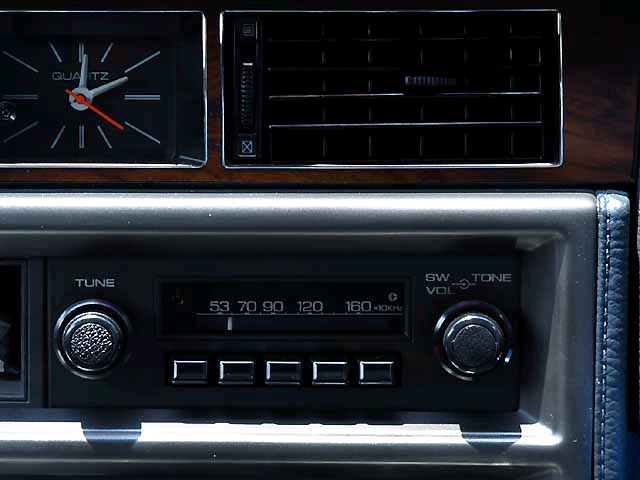 QUARTZ
TUNE
53 70 90 120 160 ×10KHz
SW TONE
VOL